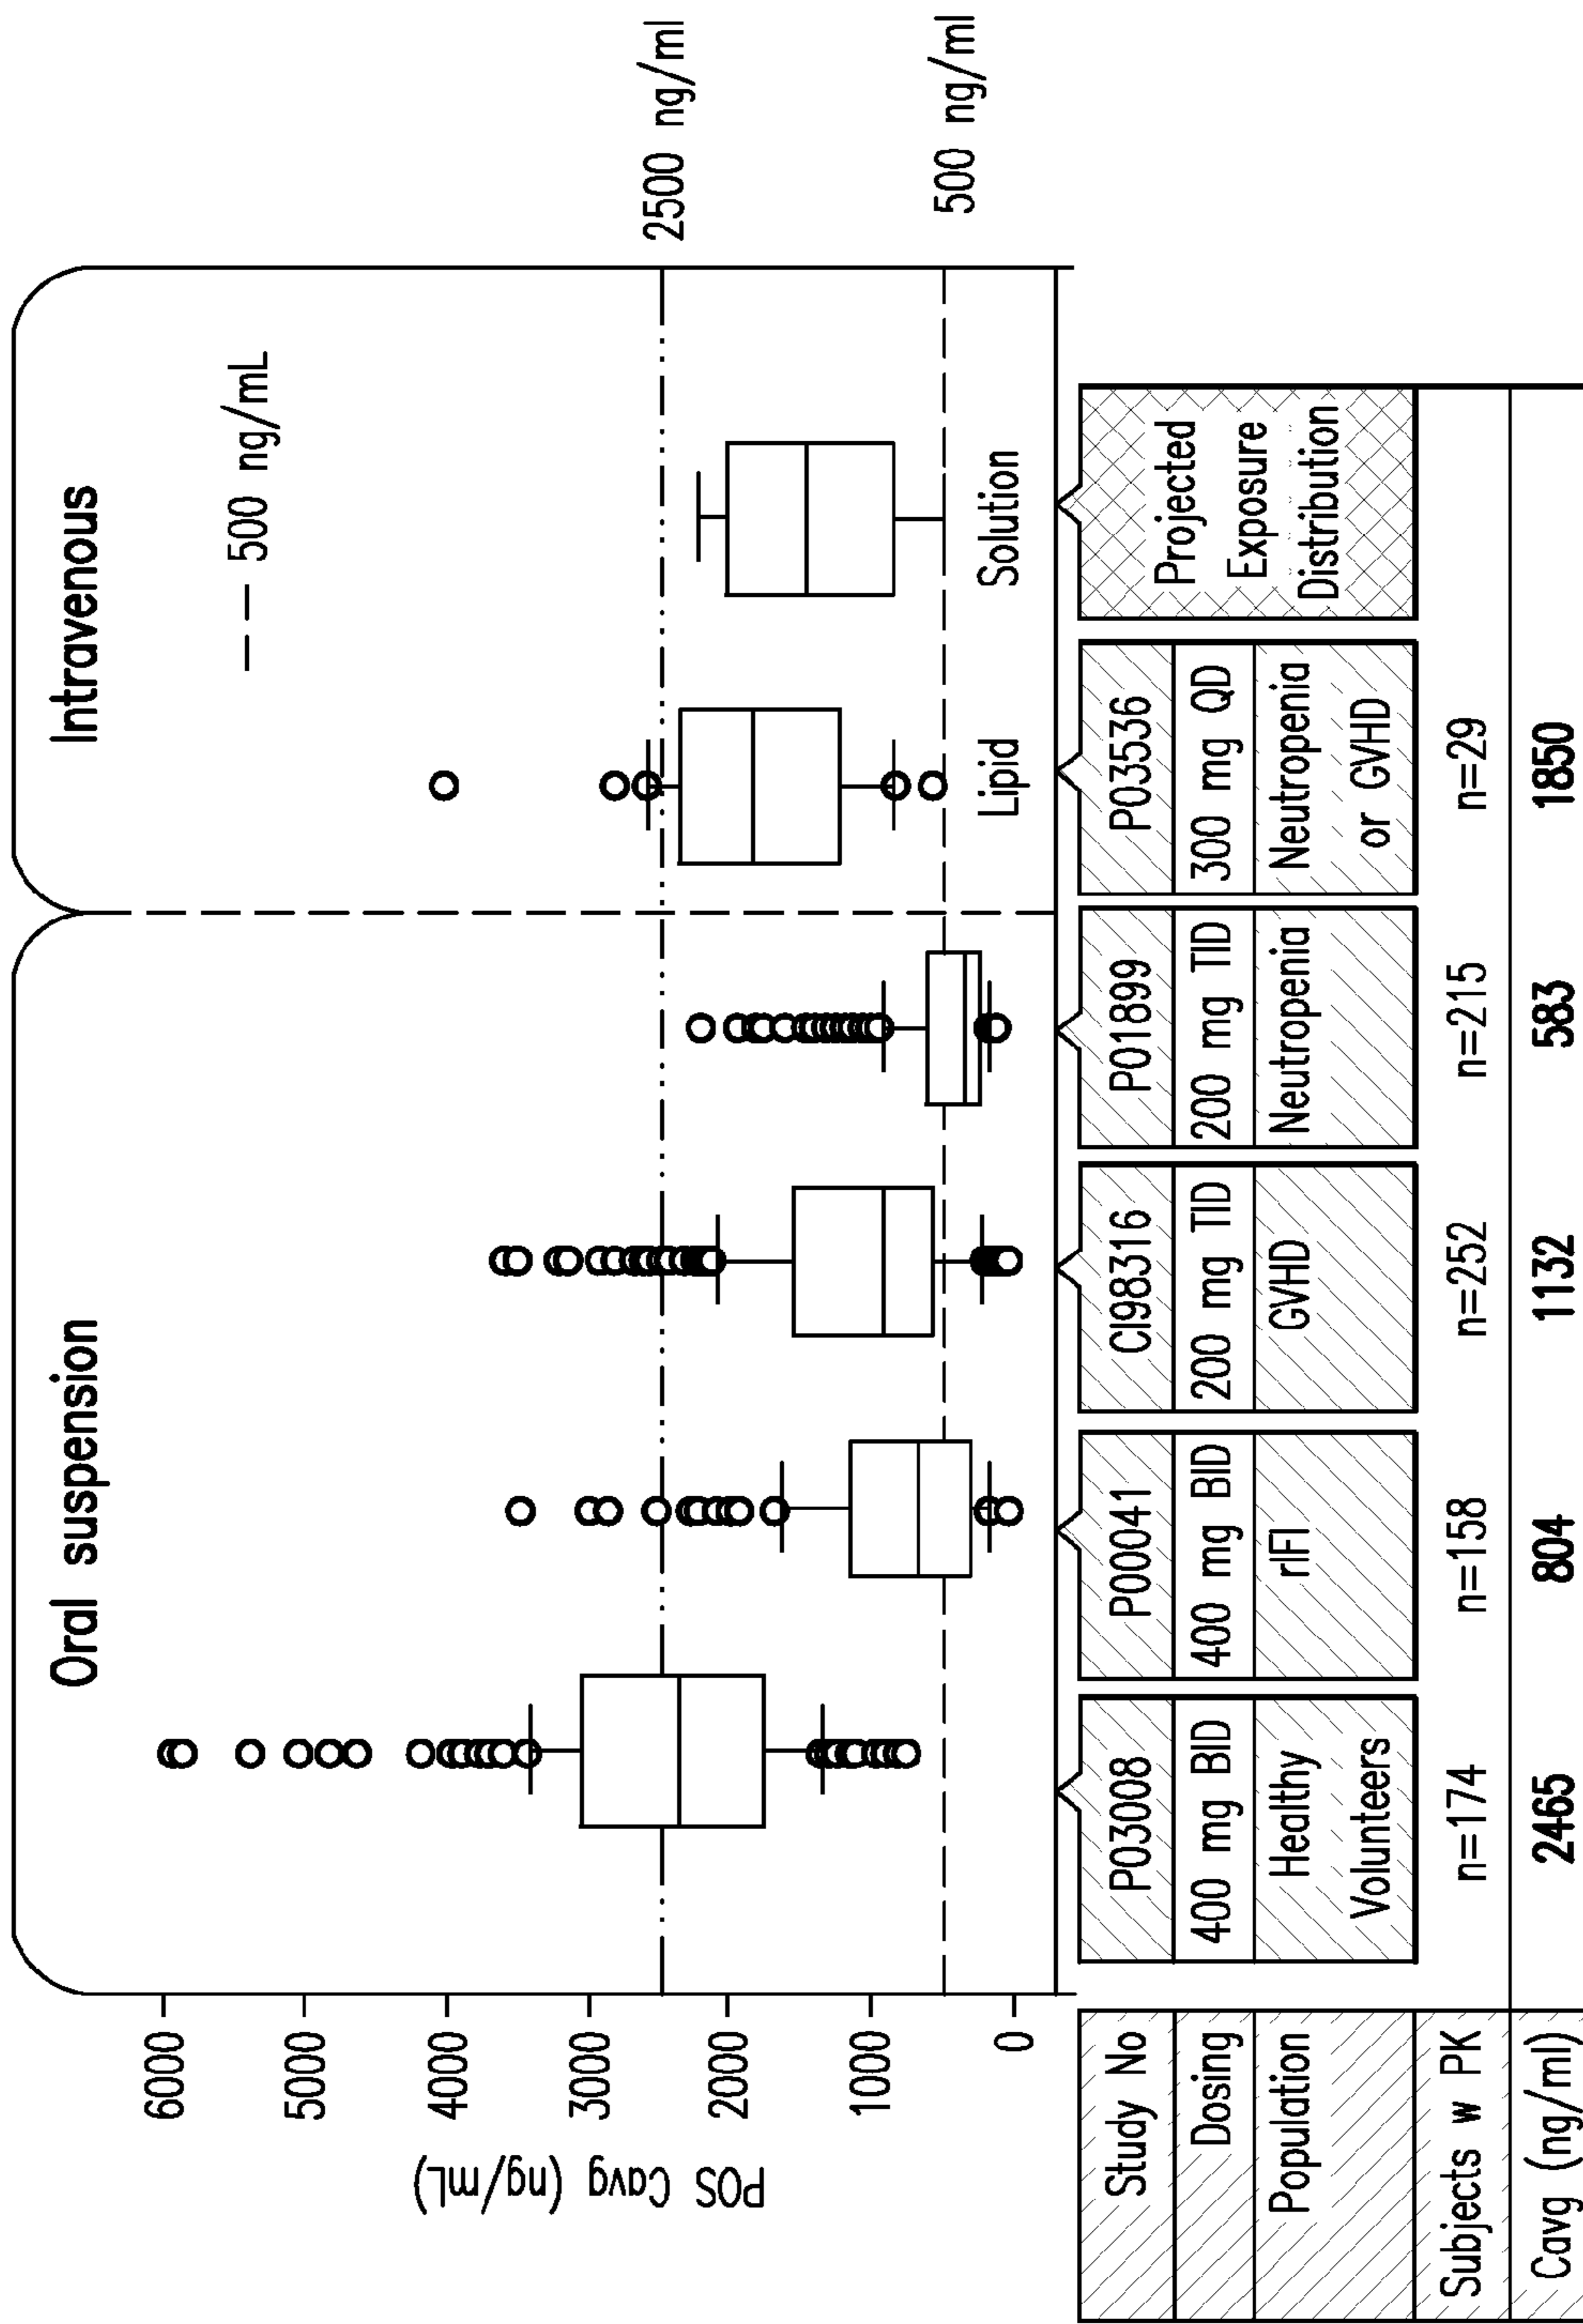 Oral suspension
Intravenous
— — 500 ng/mL
POS Cavg (ng/mL)
6000
5000
4000
3000
2000
1000
0
2500 ng/ml
500 ng/ml
Lipid
Solution
Study No
P03008
P00041
CI98316
P01899
P03536
Projected
Exposure
Distribution
Dosing
400 mg BID
400 mg BID
200 mg TID
200 mg TID
300 mg QD
Population
Healthy
Volunteers
rIFI
GVHD
Neutropenia
Neutropenia
or GVHD
Subjects w PK
n=174
n=158
n=252
n=215
n=29
Cavg (ng/ml)
2465
804
1132
583
1850